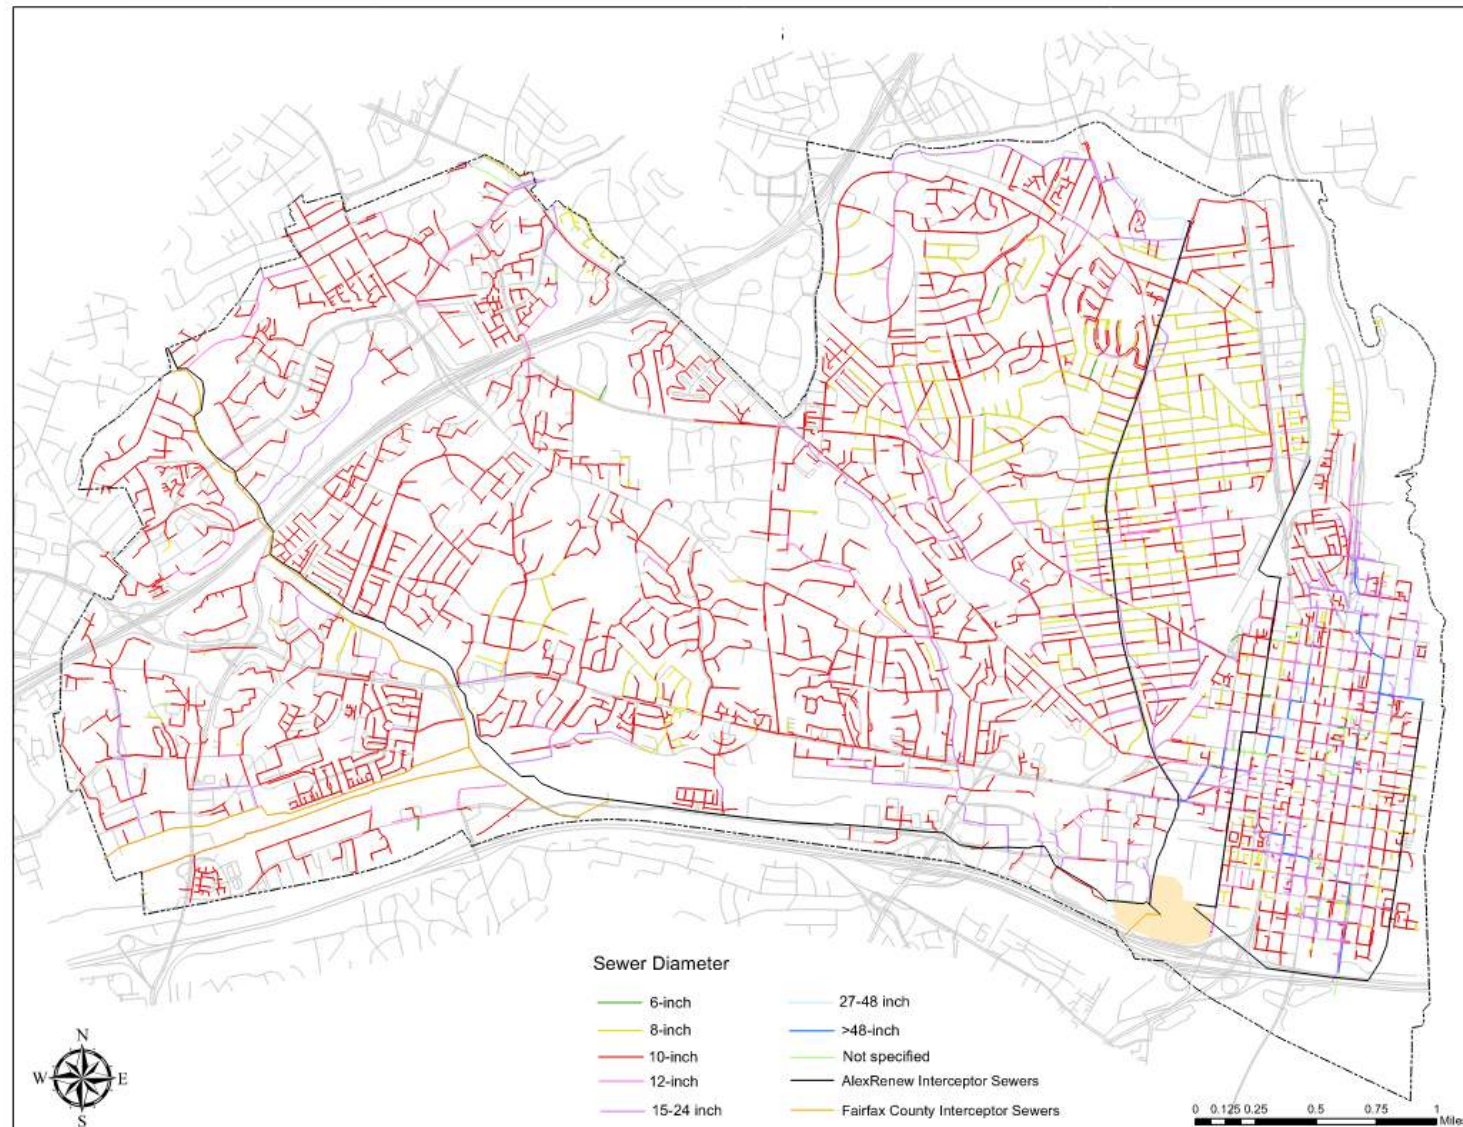 Sewer Diameter
6-inch
8-inch
10-inch
12-inch
15-24 inch
27-48 inch
>48-inch
Not specified
AlexRenew Interceptor Sewers
Fairfax County Interceptor Sewers
N
W E
S
0 0.125 0.25 0.5 0.75 1
Miles